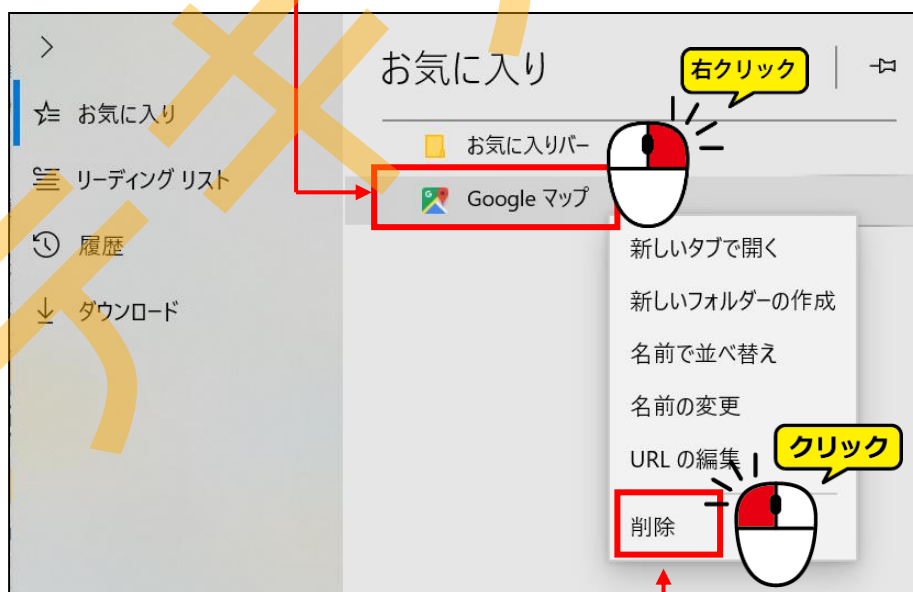 お気に入り
リーディング リスト
履歴
ダウンロード
お気に入り
右クリック
お気に入りバー
Google マップ
新しいタブで開く
新しいフォルダーの作成
名前で並べ替え
名前の変更
URL の編集
クリック
削除